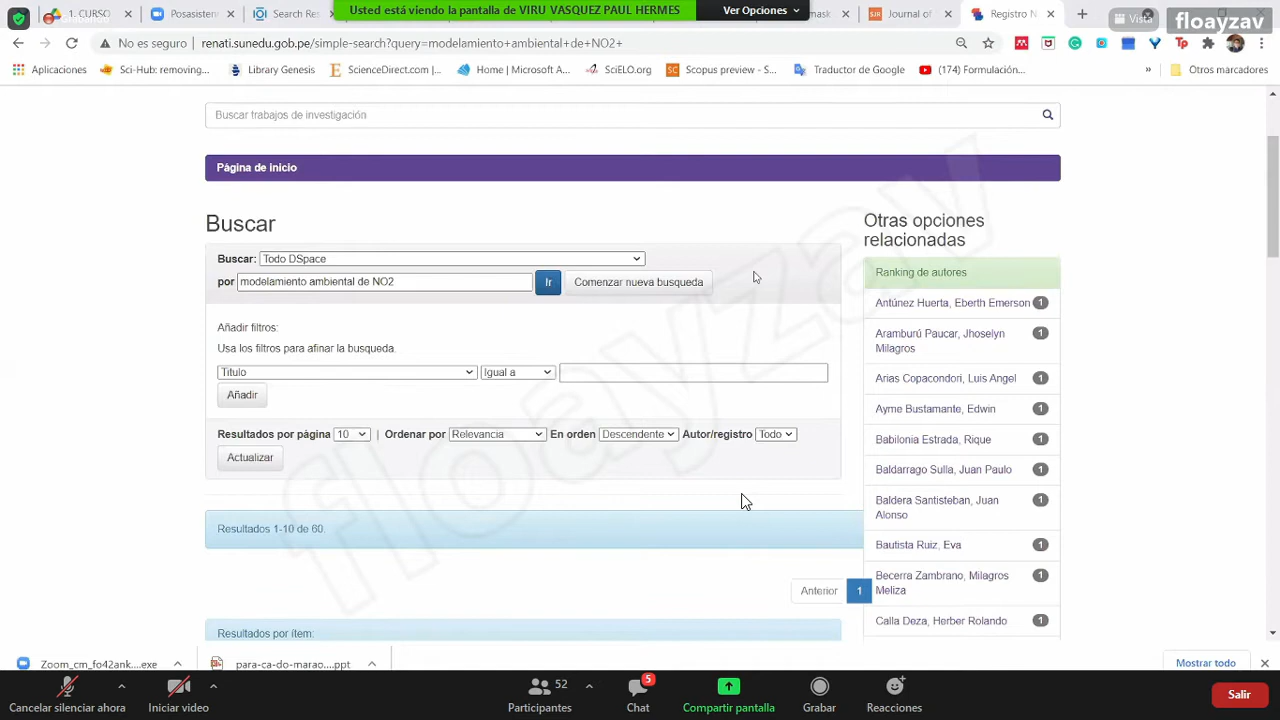 1. CURSO
Posasisten
Search Re
Usted está viendo la pantalla de VIRU VASQUEZ PAUL HERMES
Ver Opciones
Journal of
Registro N
Vista
floayzav
No es seguro
renati.sunedu.gob.pe/simple-search?query=modelamiento+ambiental+de+NO2+
Aplicaciones
Sci-Hub: removing...
Library Genesis
ScienceDirect.com |...
Home | Microsoft A...
SciELO.org
Scopus preview - S...
Traductor de Google
(174) Formulación...
»
Otros marcadores
Buscar trabajos de investigación
Página de inicio
Buscar
Buscar: Todo DSpace
por modelamiento ambiental de NO2 Ir Comenzar nueva busqueda
Añadir filtros:
Usa los filtros para afinar la busqueda.
Titulo Igual a
Añadir
Resultados por página 10 | Ordenar por Relevancia En orden Descendente Autor/registro Todo
Actualizar
Resultados 1-10 de 60.
Anterior 1
Resultados por ítem:
Otras opciones
relacionadas
Ranking de autores
Antúnez Huerta, Eberth Emerson 1
Aramburú Paucar, Jhoselyn 1
Milagros
Arias Copacondori, Luis Angel 1
Ayme Bustamante, Edwin 1
Babilonia Estrada, Rique 1
Baldarrago Sulla, Juan Paulo 1
Baldera Santisteban, Juan 1
Alonso
Bautista Ruiz, Eva 1
Becerra Zambrano, Milagros 1
Meliza
Calla Deza, Herber Rolando 1
floayzav
Zoom_cm_fo42ank....exe
para-ca-do-marao....ppt
Mostrar todo
Cancelar silenciar ahora
Iniciar video
52
Participantes
5
Chat
Compartir pantalla
Grabar
Reacciones
Salir